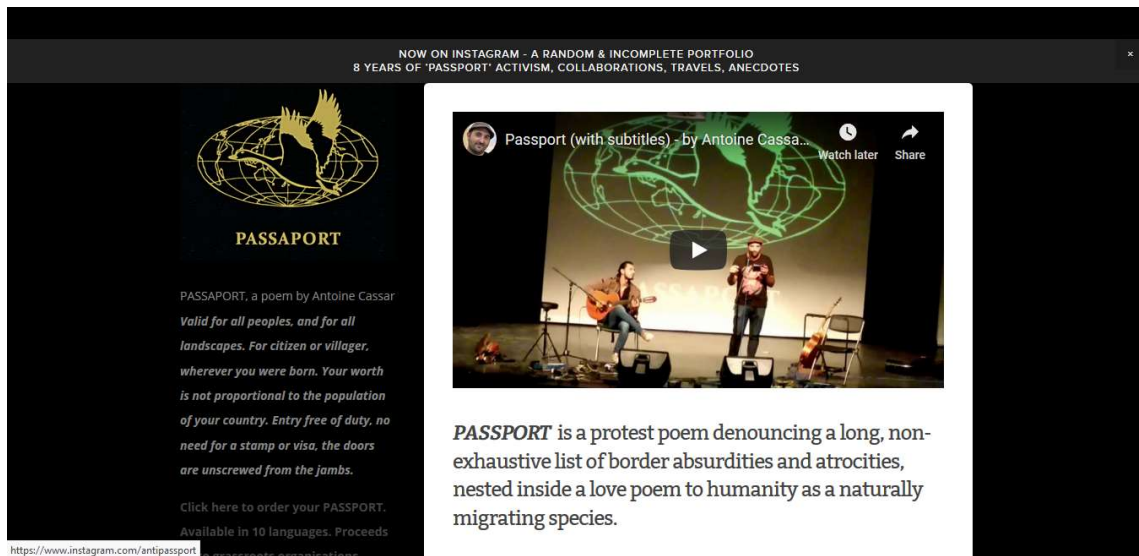 NOW ON INSTAGRAM - A RANDOM & INCOMPLETE PORTFOLIO
8 YEARS OF 'PASSPORT' ACTIVISM, COLLABORATIONS, TRAVELS, ANECDOTES
×
PASSAPORT
PASSAPORT, a poem by Antoine Cassar
Valid for all peoples, and for all
landscapes. For citizen or villager,
wherever you were born. Your worth
is not proportional to the population
of your country. Entry free of duty, no
need for a stamp or visa, the doors
are unscrewed from the jambs.
Click here to order your PASSPORT.
Available in 10 languages. Proceeds
grassroots organisations
https://www.instagram.com/antipassport
Passport (with subtitles) - by Antoine Cassa...
Watch later
Share
PASSAPORT
PASSPORT is a protest poem denouncing a long, non-
exhaustive list of border absurdities and atrocities,
nested inside a love poem to humanity as a naturally
migrating species.